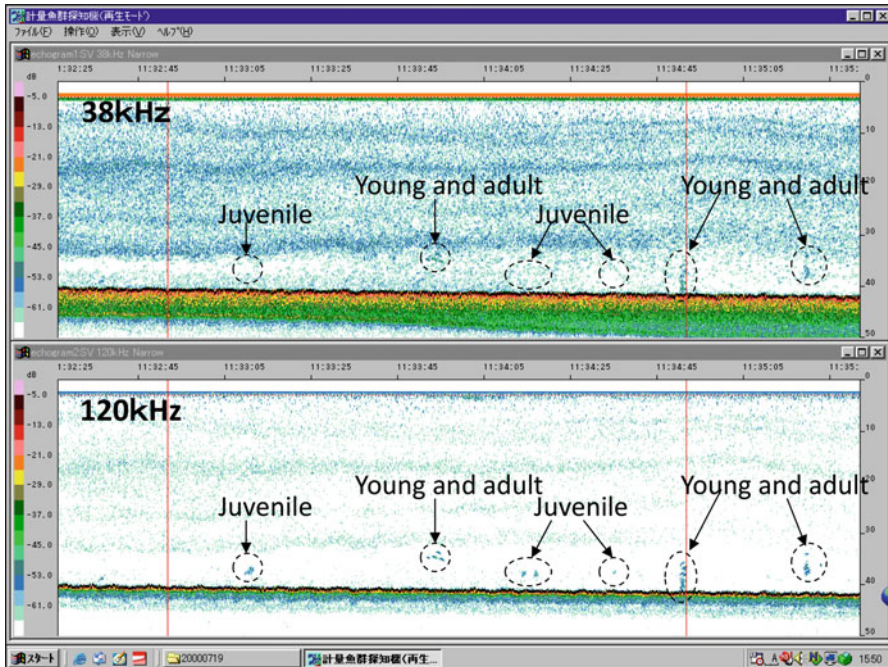 計量魚群探知機(再生モード)
ファイル(F) 操作(O) 表示(V) ヘルプ(H)
echogram1:SV 38kHz Narrow
1:32:25 11:32:45 11:33:05 11:33:25 11:33:45 11:34:05 11:34:25 11:34:45 11:35:05 11:35:
dB
-5.0
-13.0
-21.0
-29.0
-37.0
-45.0
-53.0
-61.0
0
10
20
30
40
50
38kHz
Young and adult
Young and adult
Juvenile
Juvenile
echogram2:SV 120kHz Narrow
1:32:25 11:32:45 11:33:05 11:33:25 11:33:45 11:34:05 11:34:25 11:34:45 11:35:05 11:35:
dB
-5.0
-13.0
-21.0
-29.0
-37.0
-45.0
-53.0
-61.0
0
10
20
30
40
50
120kHz
Young and adult
Young and adult
Juvenile
Juvenile
スタート 20000719 計量魚群探知機(再生... A 15:50